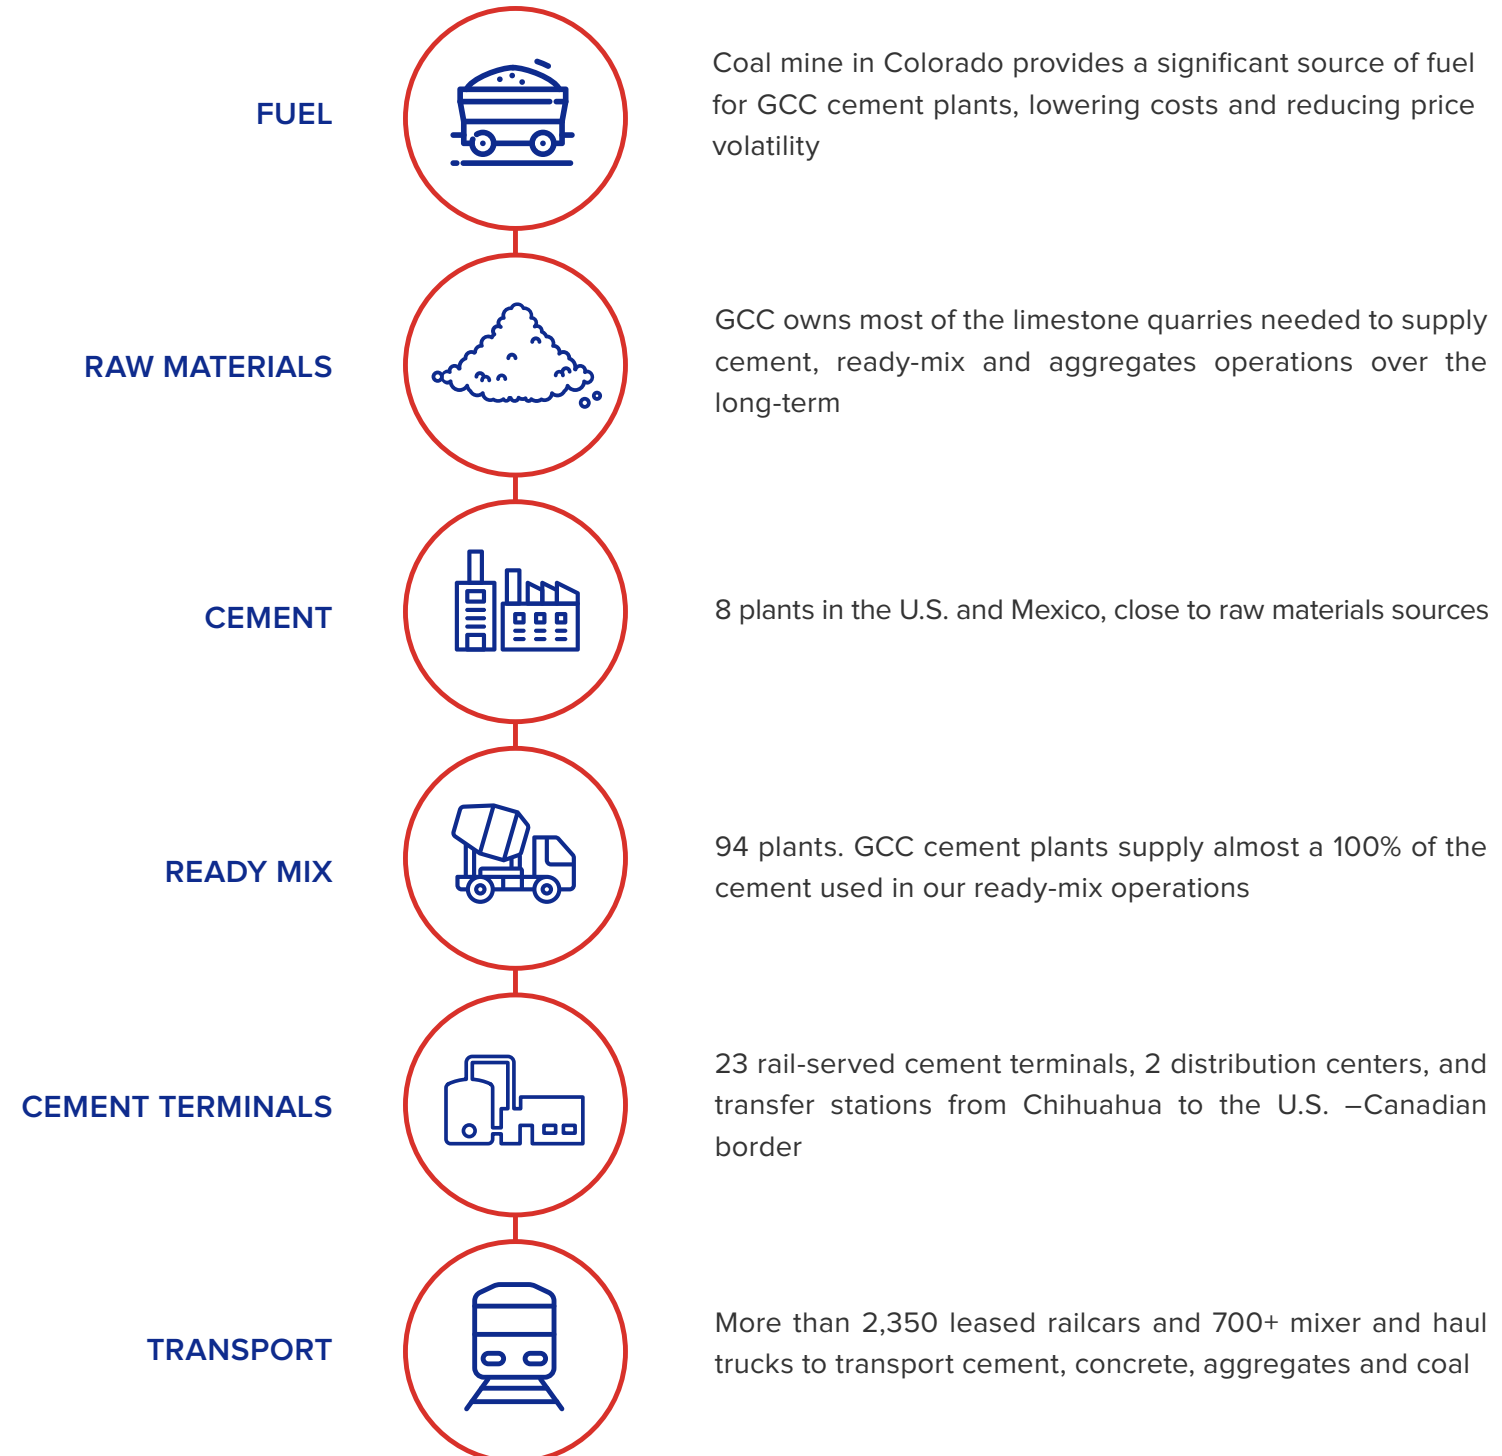 FUEL
Coal mine in Colorado provides a significant source of fuel
for GCC cement plants, lowering costs and reducing price
volatility
RAW MATERIALS
GCC owns most of the limestone quarries needed to supply
cement, ready-mix and aggregates operations over the
long-term
CEMENT
8 plants in the U.S. and Mexico, close to raw materials sources
READY MIX
94 plants. GCC cement plants supply almost a 100% of the
cement used in our ready-mix operations
CEMENT TERMINALS
23 rail-served cement terminals, 2 distribution centers, and
transfer stations from Chihuahua to the U.S. –Canadian
border
TRANSPORT
More than 2,350 leased railcars and 700+ mixer and haul
trucks to transport cement, concrete, aggregates and coal